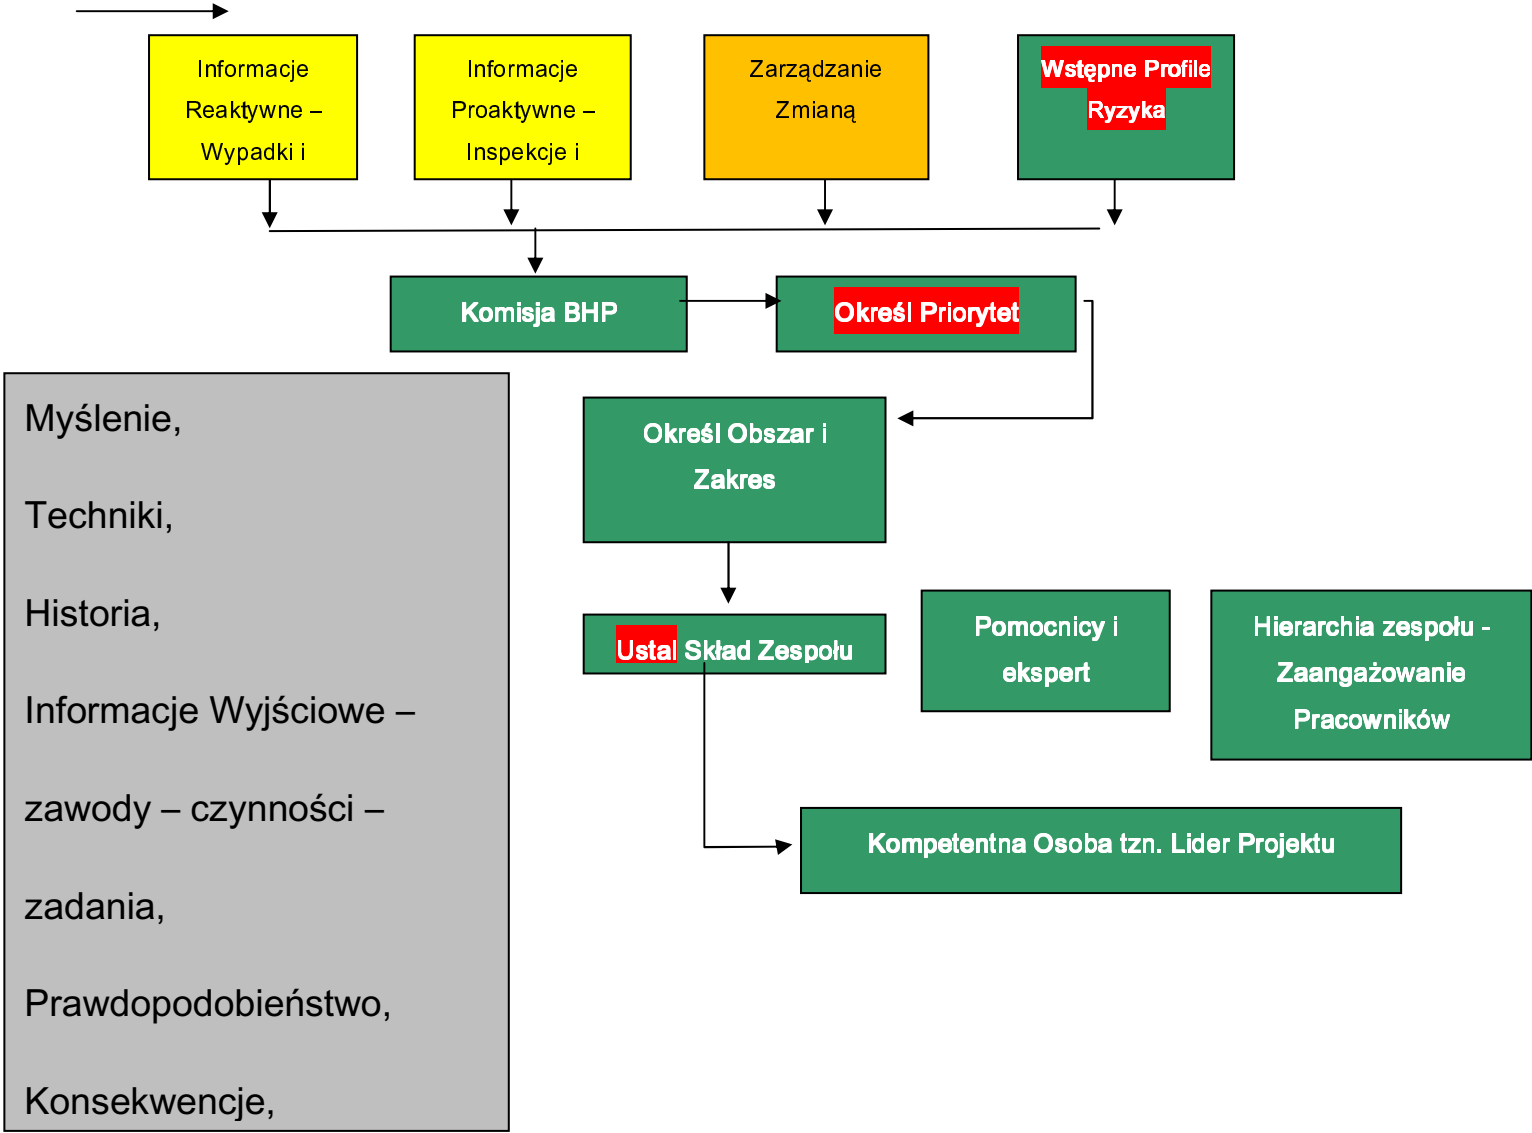 Informacje
Reaktywne –
Wypadki i
Informacje
Proaktywne –
Inspekcje i
Zarządzanie
Zmianą
Wstępne Profile
Ryzyka
Komisja BHP
Określ Priorytet
Określ Obszar i
Zakres
Ustal Skład Zespołu
Pomocnicy i
ekspert
Hierarchia zespołu -
Zaangażowanie
Pracowników
Kompetentna Osoba tzn. Lider Projektu
Myślenie,
Techniki,
Historia,
Informacje Wyjściowe –
zawody – czynności –
zadania,
Prawdopodobieństwo,
Konsekwencje,